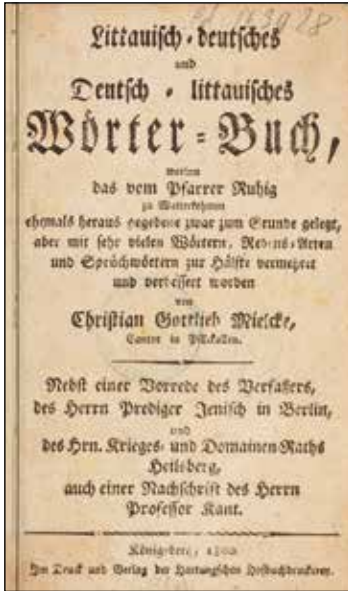 Littauisch-deutsches
und
Deutsch-littauisches
Wörter-Buch,
worinn
das vom Pfarrer Ruhig
zu Walterkehmen
ehmals heraus gegebene zwar zum Grunde gelegt,
aber mit sehr vielen Wörtern, Redens-Arten
und Sprüchwörtern zur Hälfte vermehret
und verbessert worden
von
Christian Gottlieb Mielcke,
Cantor in Pillckallen.
Nebst einer Vorrede des Verfaßers,
des Herrn Prediger Jenisch in Berlin,
und
des Hrn. Krieges- und Domainen-Raths
Heilsberg,
auch einer Nachschrift des Herrn
Professor Kant.
Königsberg, 1800
Im Druck und Verlag der Hartungschen Hofbuchdruckerey.